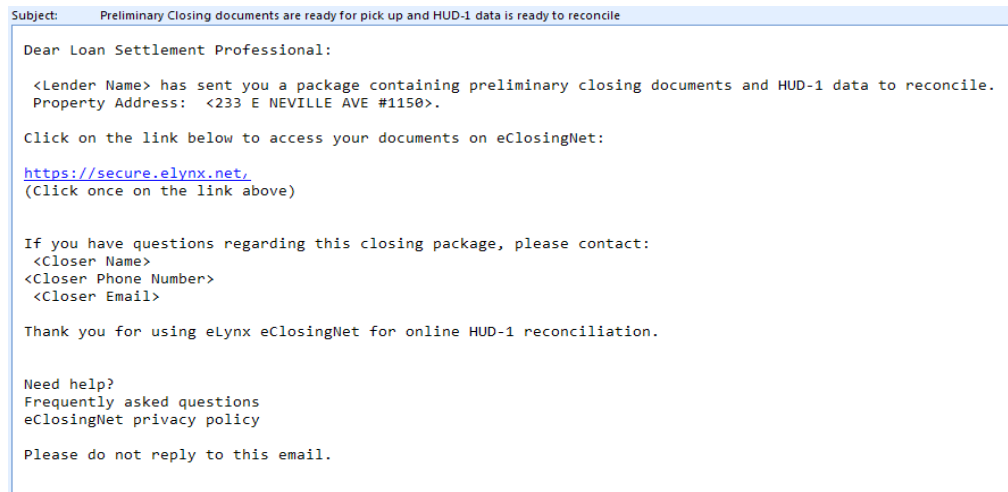 Subject: Preliminary Closing documents are ready for pick up and HUD-1 data is ready to reconcile
Dear Loan Settlement Professional:
<Lender Name> has sent you a package containing preliminary closing documents and HUD-1 data to reconcile.
Property Address: <233 E NEVILLE AVE #1150>.
Click on the link below to access your documents on eClosingNet:
https://secure.elynx.net,
(Click once on the link above)
If you have questions regarding this closing package, please contact:
<Closer Name>
<Closer Phone Number>
<Closer Email>
Thank you for using eLynx eClosingNet for online HUD-1 reconciliation.
Need help?
Frequently asked questions
eClosingNet privacy policy
Please do not reply to this email.